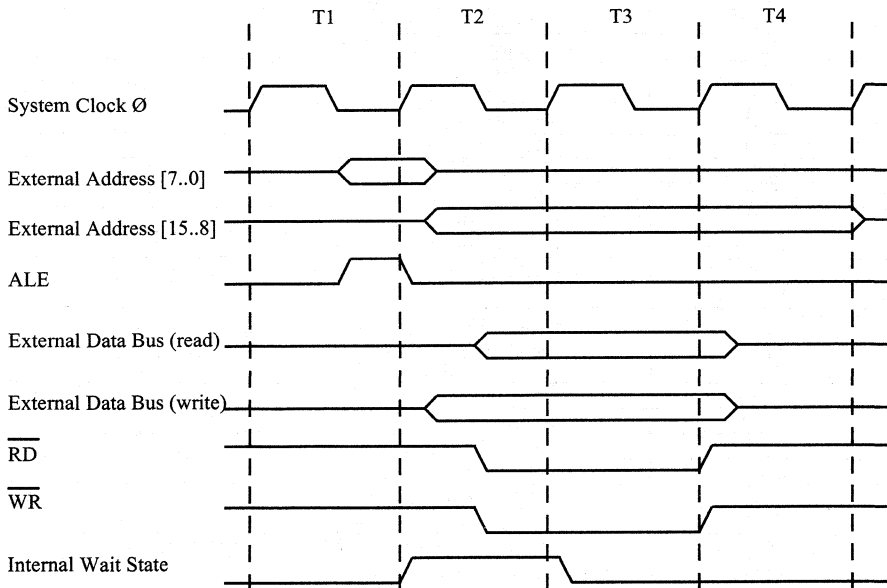 T1 T2 T3 T4
System Clock Ø
External Address [7..0]
External Address [15..8]
ALE
External Data Bus (read)
External Data Bus (write)
RD
WR
Internal Wait State